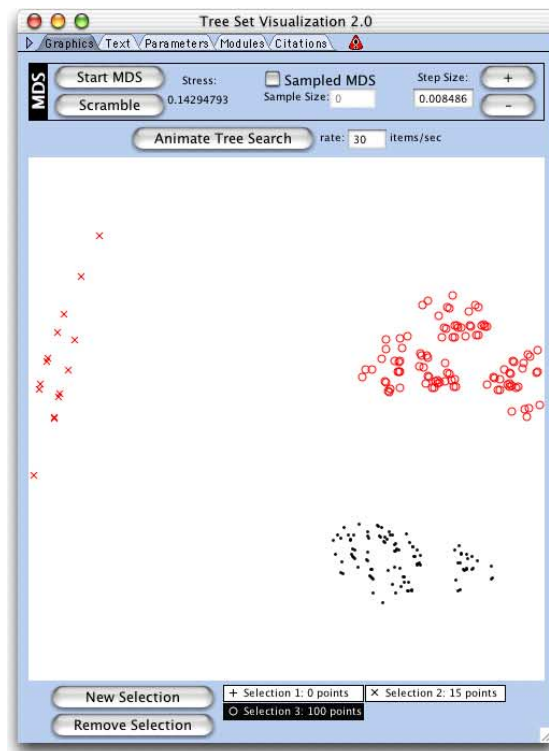 Tree Set Visualization 2.0
Graphics Text Parameters Modules Citations
MDS
Start MDS Stress: Sampled MDS Step Size: +
Scramble 0.14294793 Sample Size: 0 0.008486 -
Animate Tree Search rate: 30 items/sec
New Selection + Selection 1: 0 points × Selection 2: 15 points
Remove Selection ○ Selection 3: 100 points